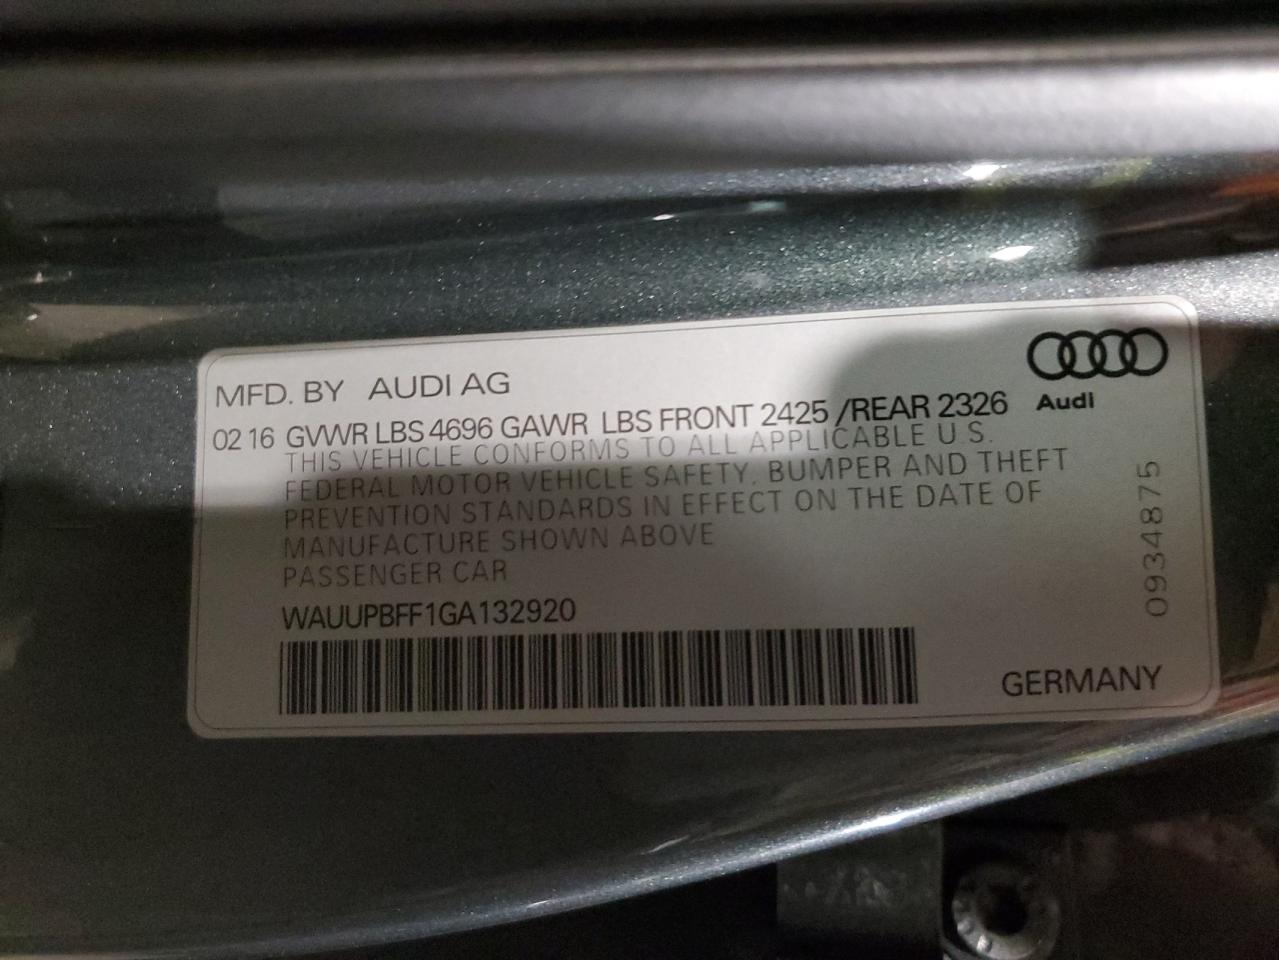 MFD. BY AUDI AG
02 16 GVWR LBS 4696 GAWR LBS FRONT 2425 /REAR 2326
Audi
THIS VEHICLE CONFORMS TO ALL APPLICABLE U.S.
FEDERAL MOTOR VEHICLE SAFETY. BUMPER AND THEFT
PREVENTION STANDARDS IN EFFECT ON THE DATE OF
MANUFACTURE SHOWN ABOVE
PASSENGER CAR
WAUUPBFF1GA132920
GERMANY
0934875